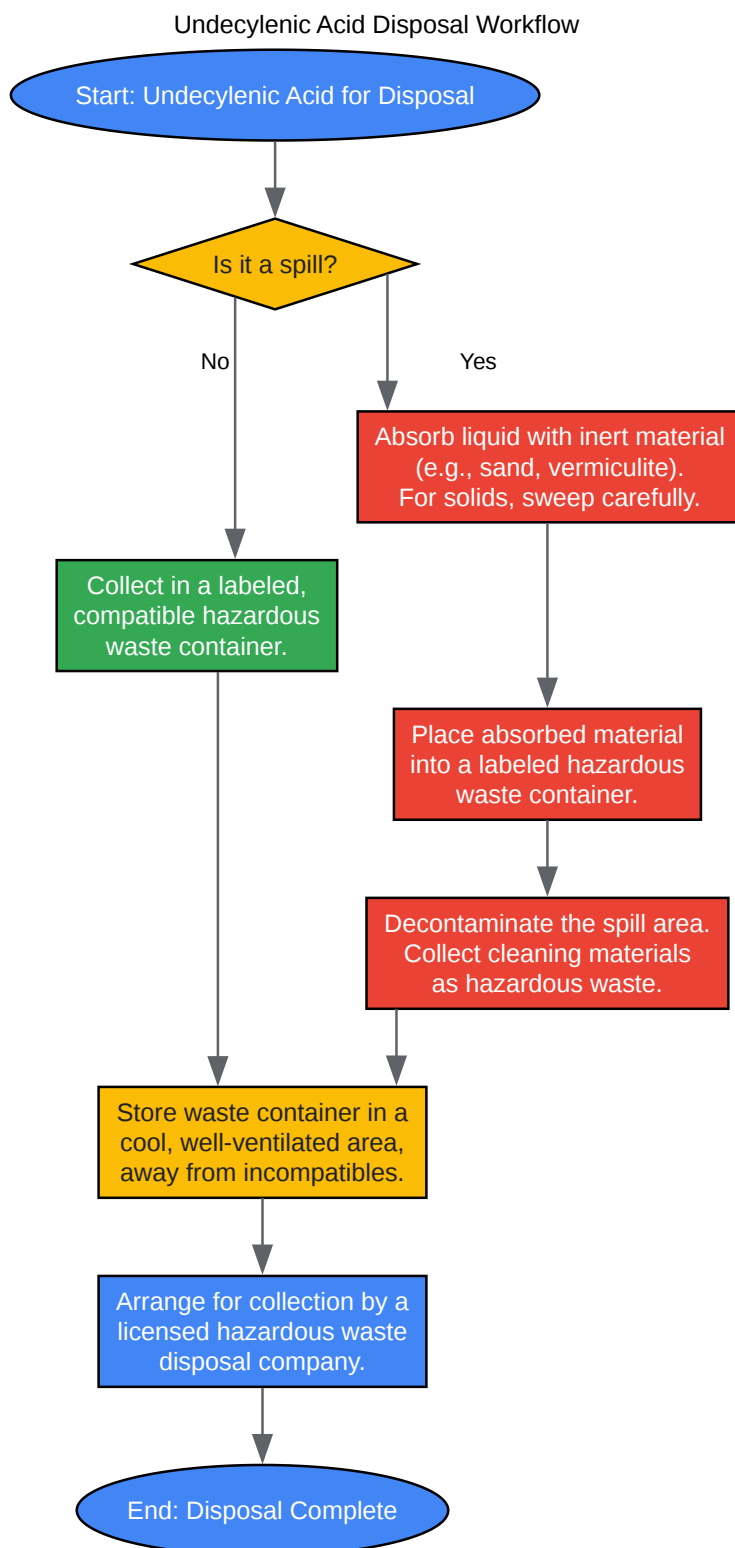 Undecylenic Acid Disposal Workflow
Start: Undecylenic Acid for Disposal
Is it a spill?
No
Yes
Absorb liquid with inert material
(e.g., sand, vermiculite).
For solids, sweep carefully.
Collect in a labeled,
compatible hazardous
waste container.
Place absorbed material
into a labeled hazardous
waste container.
Decontaminate the spill area.
Collect cleaning materials
as hazardous waste.
Store waste container in a
cool, well-ventilated area,
away from incompatibles.
Arrange for collection by a
licensed hazardous waste
disposal company.
End: Disposal Complete